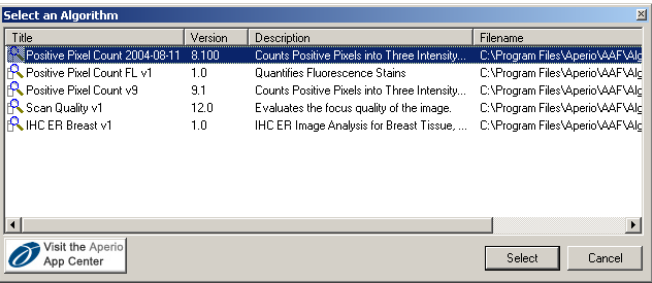 Select an Algorithm
Title Version Description Filename
Positive Pixel Count 2004-08-11 8.100 Counts Positive Pixels into Three Intensity... C:\Program Files\Aperio\AAF\Alg
Positive Pixel Count FL v1 1.0 Quantifies Fluorescence Stains C:\Program Files\Aperio\AAF\Alg
Positive Pixel Count v9 9.1 Counts Positive Pixels into Three Intensity... C:\Program Files\Aperio\AAF\Alg
Scan Quality v1 12.0 Evaluates the focus quality of the image. C:\Program Files\Aperio\AAF\Alg
IHC ER Breast v1 1.0 IHC ER Image Analysis for Breast Tissue, ... C:\Program Files\Aperio\AAF\Alg
Visit the Aperio
App Center
Select Cancel